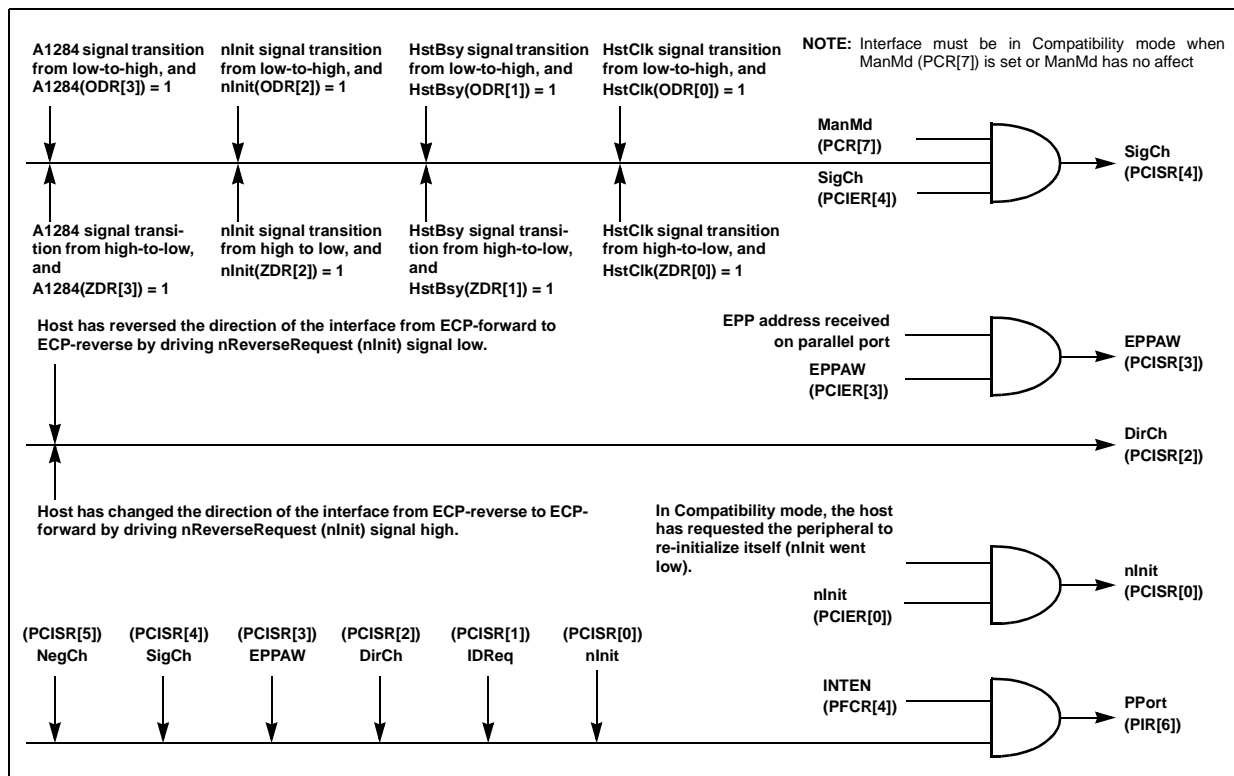 A1284 signal transition
from low-to-high, and
A1284(ODR[3]) = 1
nInit signal transition
from low-to-high, and
nInit(ODR[2]) = 1
HstBsy signal transition
from low-to-high, and
HstBsy(ODR[1]) = 1
HstClk signal transition
from low-to-high, and
HstClk(ODR[0]) = 1
NOTE: Interface must be in Compatibility mode when
ManMd (PCR[7]) is set or ManMd has no affect
ManMd
(PCR[7])
SigCh
(PCIER[4])
SigCh
(PCISR[4])
A1284 signal transi-
tion from high-to-low,
and
A1284(ZDR[3]) = 1
nInit signal transition
from high to low, and
nInit(ZDR[2]) = 1
HstBsy signal transi-
tion from high-to-low,
and
HstBsy(ZDR[1]) = 1
HstClk signal transition
from high-to-low, and
HstClk(ZDR[0]) = 1
Host has reversed the direction of the interface from ECP-forward to
ECP-reverse by driving nReverseRequest (nInit) signal low.
EPP address received
on parallel port
EPPAW
(PCIER[3])
EPPAW
(PCISR[3])
DirCh
(PCISR[2])
Host has changed the direction of the interface from ECP-reverse to ECP-
forward by driving nReverseRequest (nInit) signal high.
In Compatibility mode, the host
has requested the peripheral to
re-initialize itself (nInit went
low).
nInit
(PCIER[0])
nInit
(PCISR[0])
(PCISR[5])
NegCh
(PCISR[4])
SigCh
(PCISR[3])
EPPAW
(PCISR[2])
DirCh
(PCISR[1])
IDReq
(PCISR[0])
nInit
INTEN
(PFCR[4])
PPort
(PIR[6])